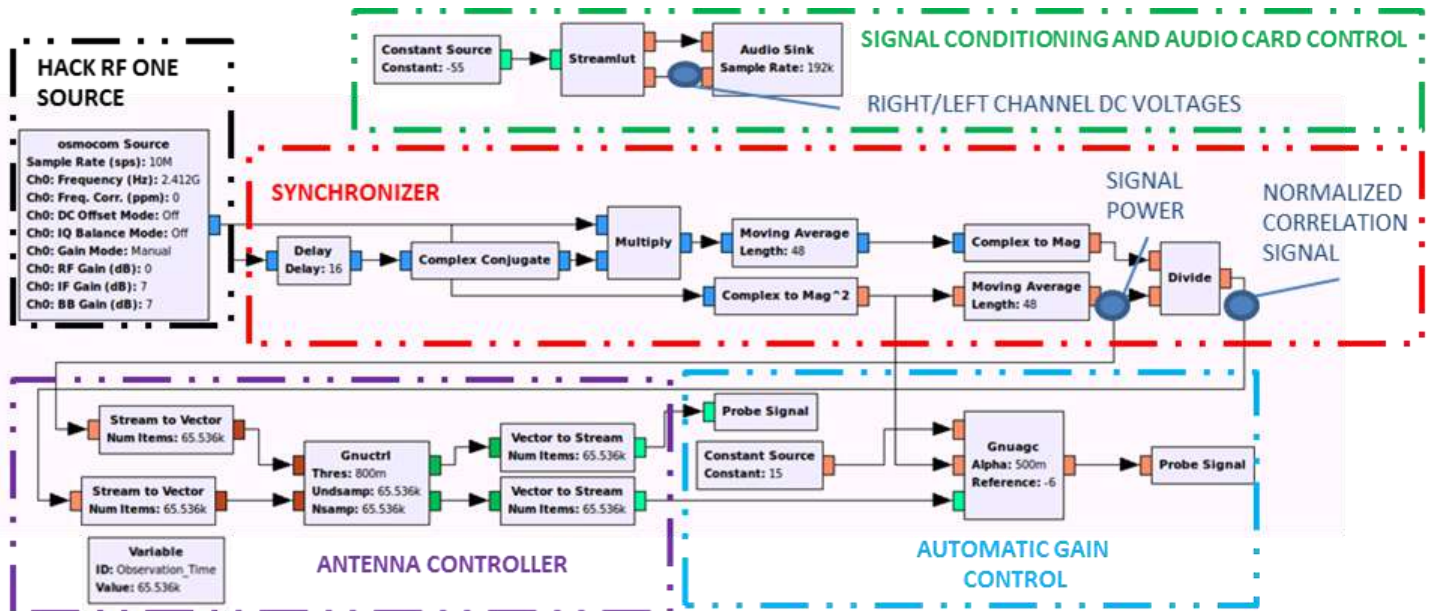 HACK RF ONE
SOURCE
osmocom Source
Sample Rate (sps): 10M
Ch0: Frequency (Hz): 2.412G
Ch0: Freq. Corr. (ppm): 0
Ch0: DC Offset Mode: Off
Ch0: IQ Balance Mode: Off
Ch0: Gain Mode: Manual
Ch0: RF Gain (dB): 0
Ch0: IF Gain (dB): 7
Ch0: BB Gain (dB): 7
SIGNAL CONDITIONING AND AUDIO CARD CONTROL
Constant Source
Constant: -55
Streamlut
Audio Sink
Sample Rate: 192k
RIGHT/LEFT CHANNEL DC VOLTAGES
SYNCHRONIZER
Delay
Delay: 16
Complex Conjugate
Multiply
Moving Average
Length: 48
Complex to Mag
Complex to Mag^2
Moving Average
Length: 48
Divide
SIGNAL
POWER
NORMALIZED
CORRELATION
SIGNAL
Stream to Vector
Num Items: 65.536k
Stream to Vector
Num Items: 65.536k
Gnuctrl
Thres: 800m
Undsamp: 65.536k
Nsamp: 65.536k
Vector to Stream
Num Items: 65.536k
Vector to Stream
Num Items: 65.536k
Variable
ID: Observation_Time
Value: 65.536k
ANTENNA CONTROLLER
Probe Signal
Constant Source
Constant: 15
Gnuagc
Alpha: 500m
Reference: -6
Probe Signal
AUTOMATIC GAIN
CONTROL